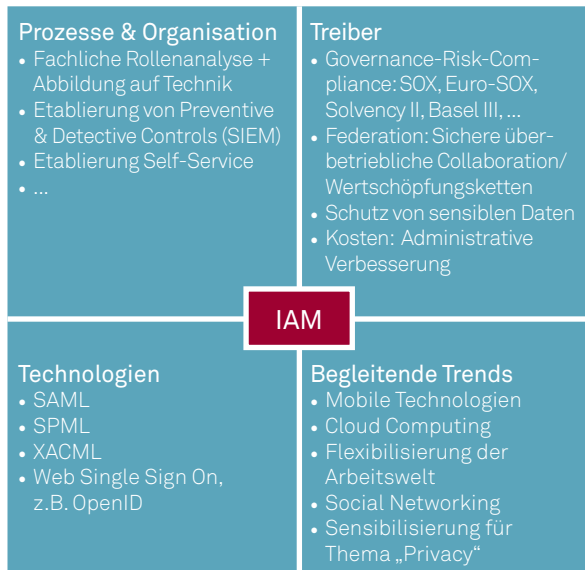 Prozesse & Organisation
• Fachliche Rollenanalyse +
Abbildung auf Technik
• Etablierung von Preventive
& Detective Controls (SIEM)
• Etablierung Self-Service
• ...
Treiber
• Governance-Risk-Com-
pliance: SOX, Euro-SOX,
Solvency II, Basel III, ...
• Federation: Sichere über-
betriebliche Collaboration/
Wertschöpfungsketten
• Schutz von sensiblen Daten
• Kosten: Administrative
Verbesserung
IAM
Technologien
• SAML
• SPML
• XACML
• Web Single Sign On,
z.B. OpenID
Begleitende Trends
• Mobile Technologien
• Cloud Computing
• Flexibilisierung der
Arbeitswelt
• Social Networking
• Sensibilisierung für
Thema „Privacy“